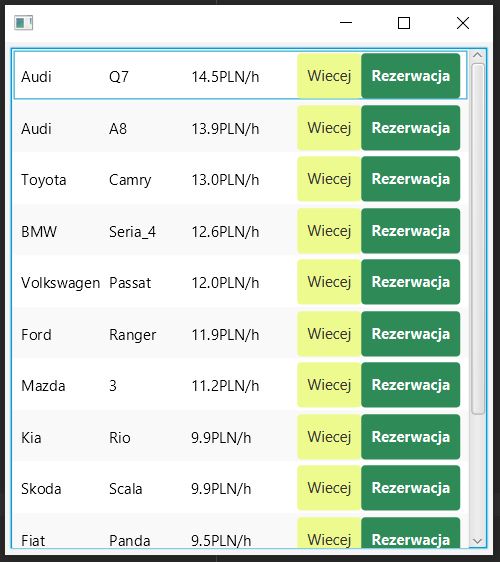 Audi Q7 14.5PLN/h Wiecej Rezerwacja
Audi A8 13.9PLN/h Wiecej Rezerwacja
Toyota Camry 13.0PLN/h Wiecej Rezerwacja
BMW Seria_4 12.6PLN/h Wiecej Rezerwacja
Volkswagen Passat 12.0PLN/h Wiecej Rezerwacja
Ford Ranger 11.9PLN/h Wiecej Rezerwacja
Mazda 3 11.2PLN/h Wiecej Rezerwacja
Kia Rio 9.9PLN/h Wiecej Rezerwacja
Skoda Scala 9.9PLN/h Wiecej Rezerwacja
Fiat Panda 9.5PLN/h Wiecej Rezerwacja